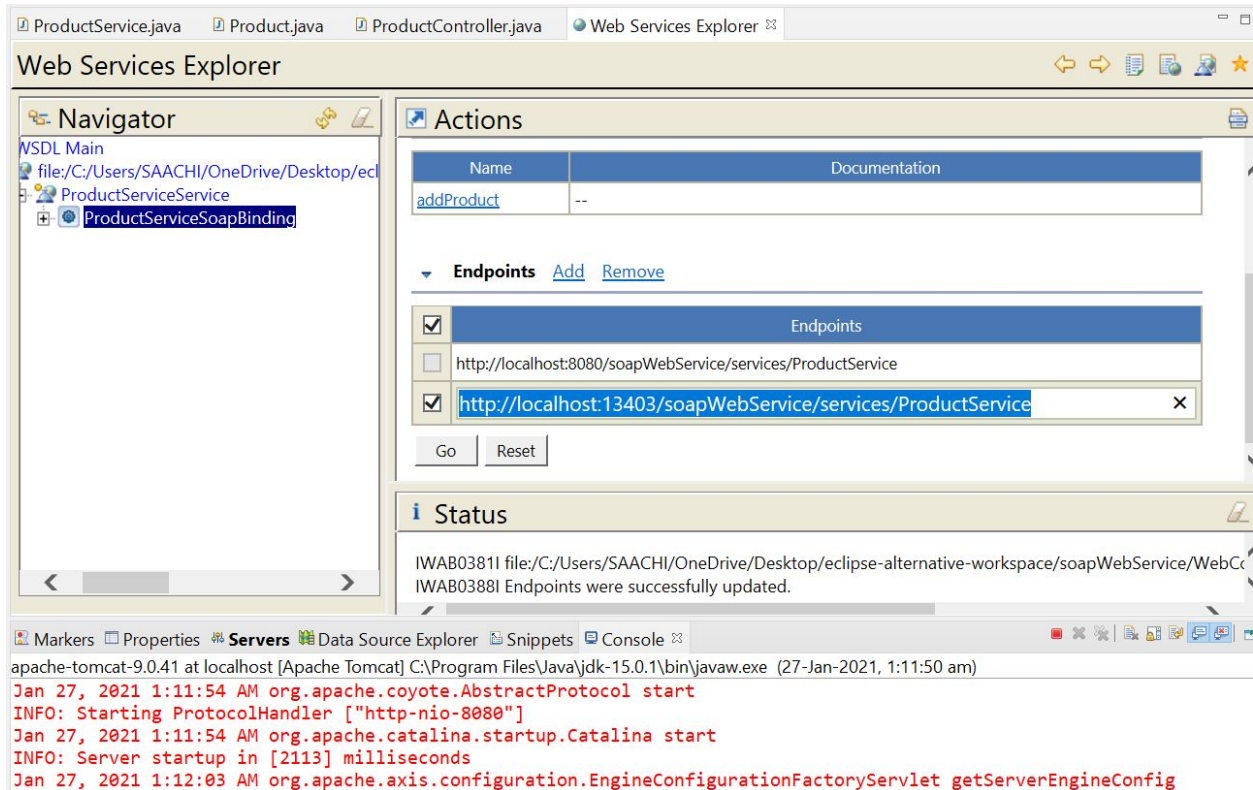 ProductService.java Product.java ProductController.java Web Services Explorer
Web Services Explorer
Navigator
WSDL Main
file:/C:/Users/SAACHI/OneDrive/Desktop/ecl
ProductServiceService
ProductServiceSoapBinding
Actions
Name Documentation
addProduct --
Endpoints Add Remove
Endpoints
http://localhost:8080/soapWebService/services/ProductService
http://localhost:13403/soapWebService/services/ProductService
Go Reset
i Status
IWAB0381I file:/C:/Users/SAACHI/OneDrive/Desktop/eclipse-alternative-workspace/soapWebService/WebCo
IWAB0388I Endpoints were successfully updated.
Markers Properties Servers Data Source Explorer Snippets Console
apache-tomcat-9.0.41 at localhost [Apache Tomcat] C:\Program Files\Java\jdk-15.0.1\bin\javaw.exe (27-Jan-2021, 1:11:50 am)
Jan 27, 2021 1:11:54 AM org.apache.coyote.AbstractProtocol start
INFO: Starting ProtocolHandler ["http-nio-8080"]
Jan 27, 2021 1:11:54 AM org.apache.catalina.startup.Catalina start
INFO: Server startup in [2113] milliseconds
Jan 27, 2021 1:12:03 AM org.apache.axis.configuration.EngineConfigurationFactoryServlet getServerEngineConfig